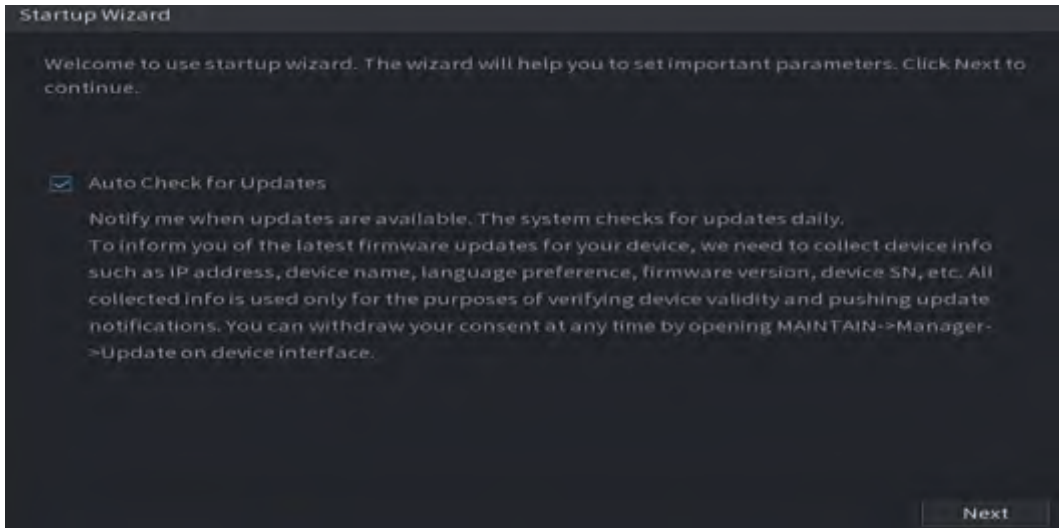 Startup Wizard
Welcome to use startup wizard. The wizard will help you to set important parameters. Click Next to
continue.
Auto Check for Updates
Notify me when updates are available. The system checks for updates daily.
To inform you of the latest firmware updates for your device, we need to collect device info
such as IP address, device name, language preference, firmware version, device SN, etc. All
collected info is used only for the purposes of verifying device validity and pushing update
notifications. You can withdraw your consent at any time by opening MAINTAIN->Manager-
>Update on device interface.
Next